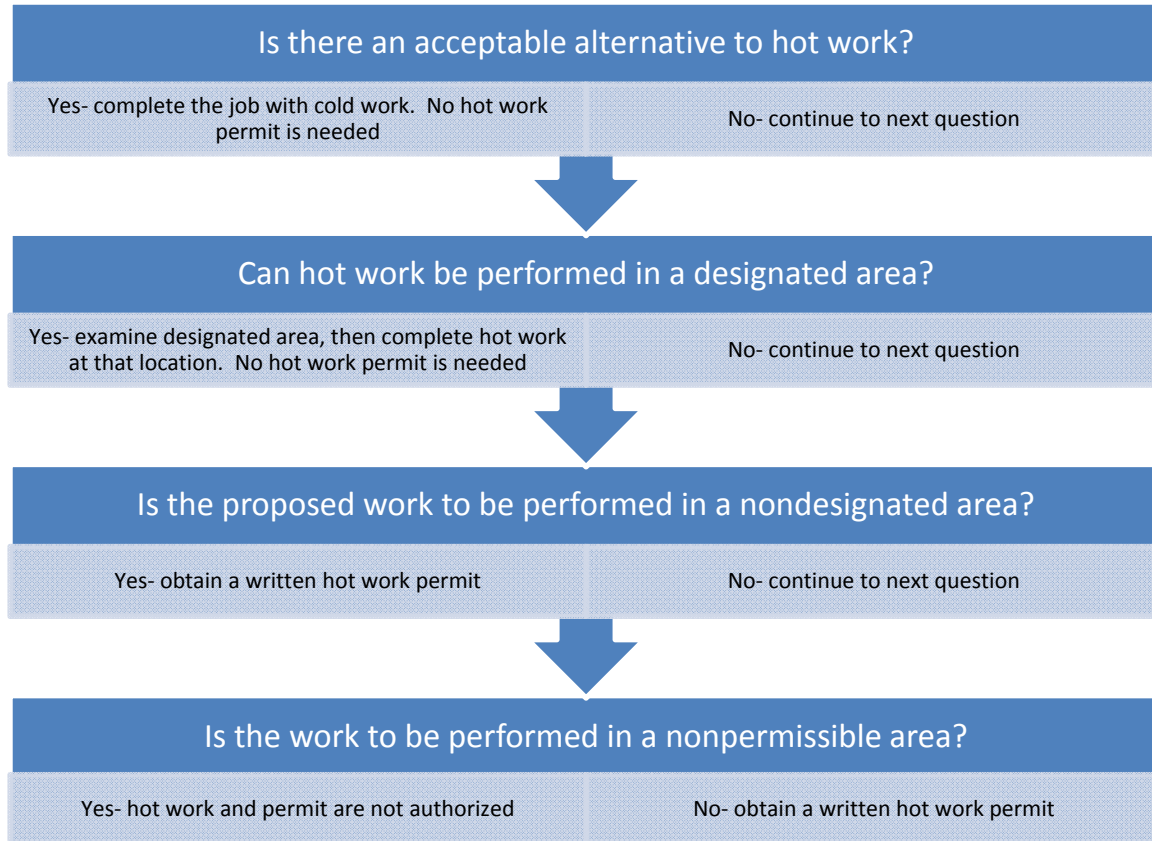 Is there an acceptable alternative to hot work?
Yes- complete the job with cold work.  No hot work
permit is needed
No- continue to next question
Can hot work be performed in a designated area?
Yes- examine designated area, then complete hot work
at that location.  No hot work permit is needed
No- continue to next question
Is the proposed work to be performed in a nondesignated area?
Yes- obtain a written hot work permit
No- continue to next question
Is the work to be performed in a nonpermissible area?
Yes- hot work and permit are not authorized
No- obtain a written hot work permit